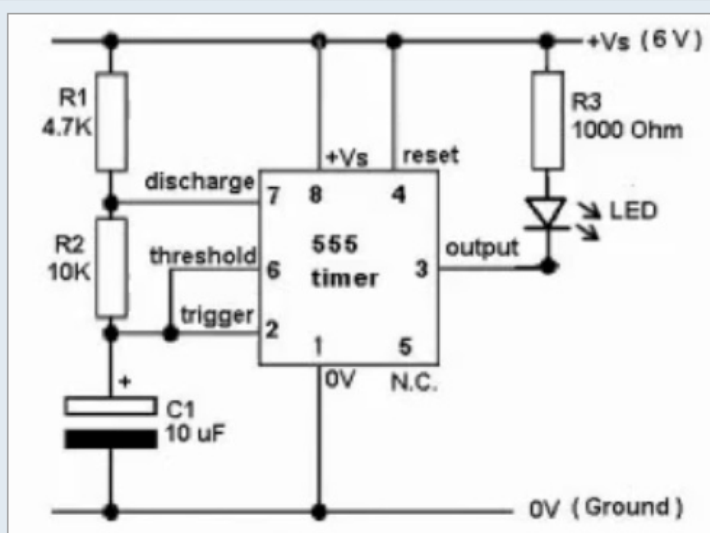 +Vs (6 V)
R1
4.7K
R3
1000 Ohm
+Vs
reset
discharge
7
8
4
LED
R2
10K
threshold
6
555
timer
output
3
trigger
2
1
5
0V
N.C.
+
C1
10 uF
0V (Ground)